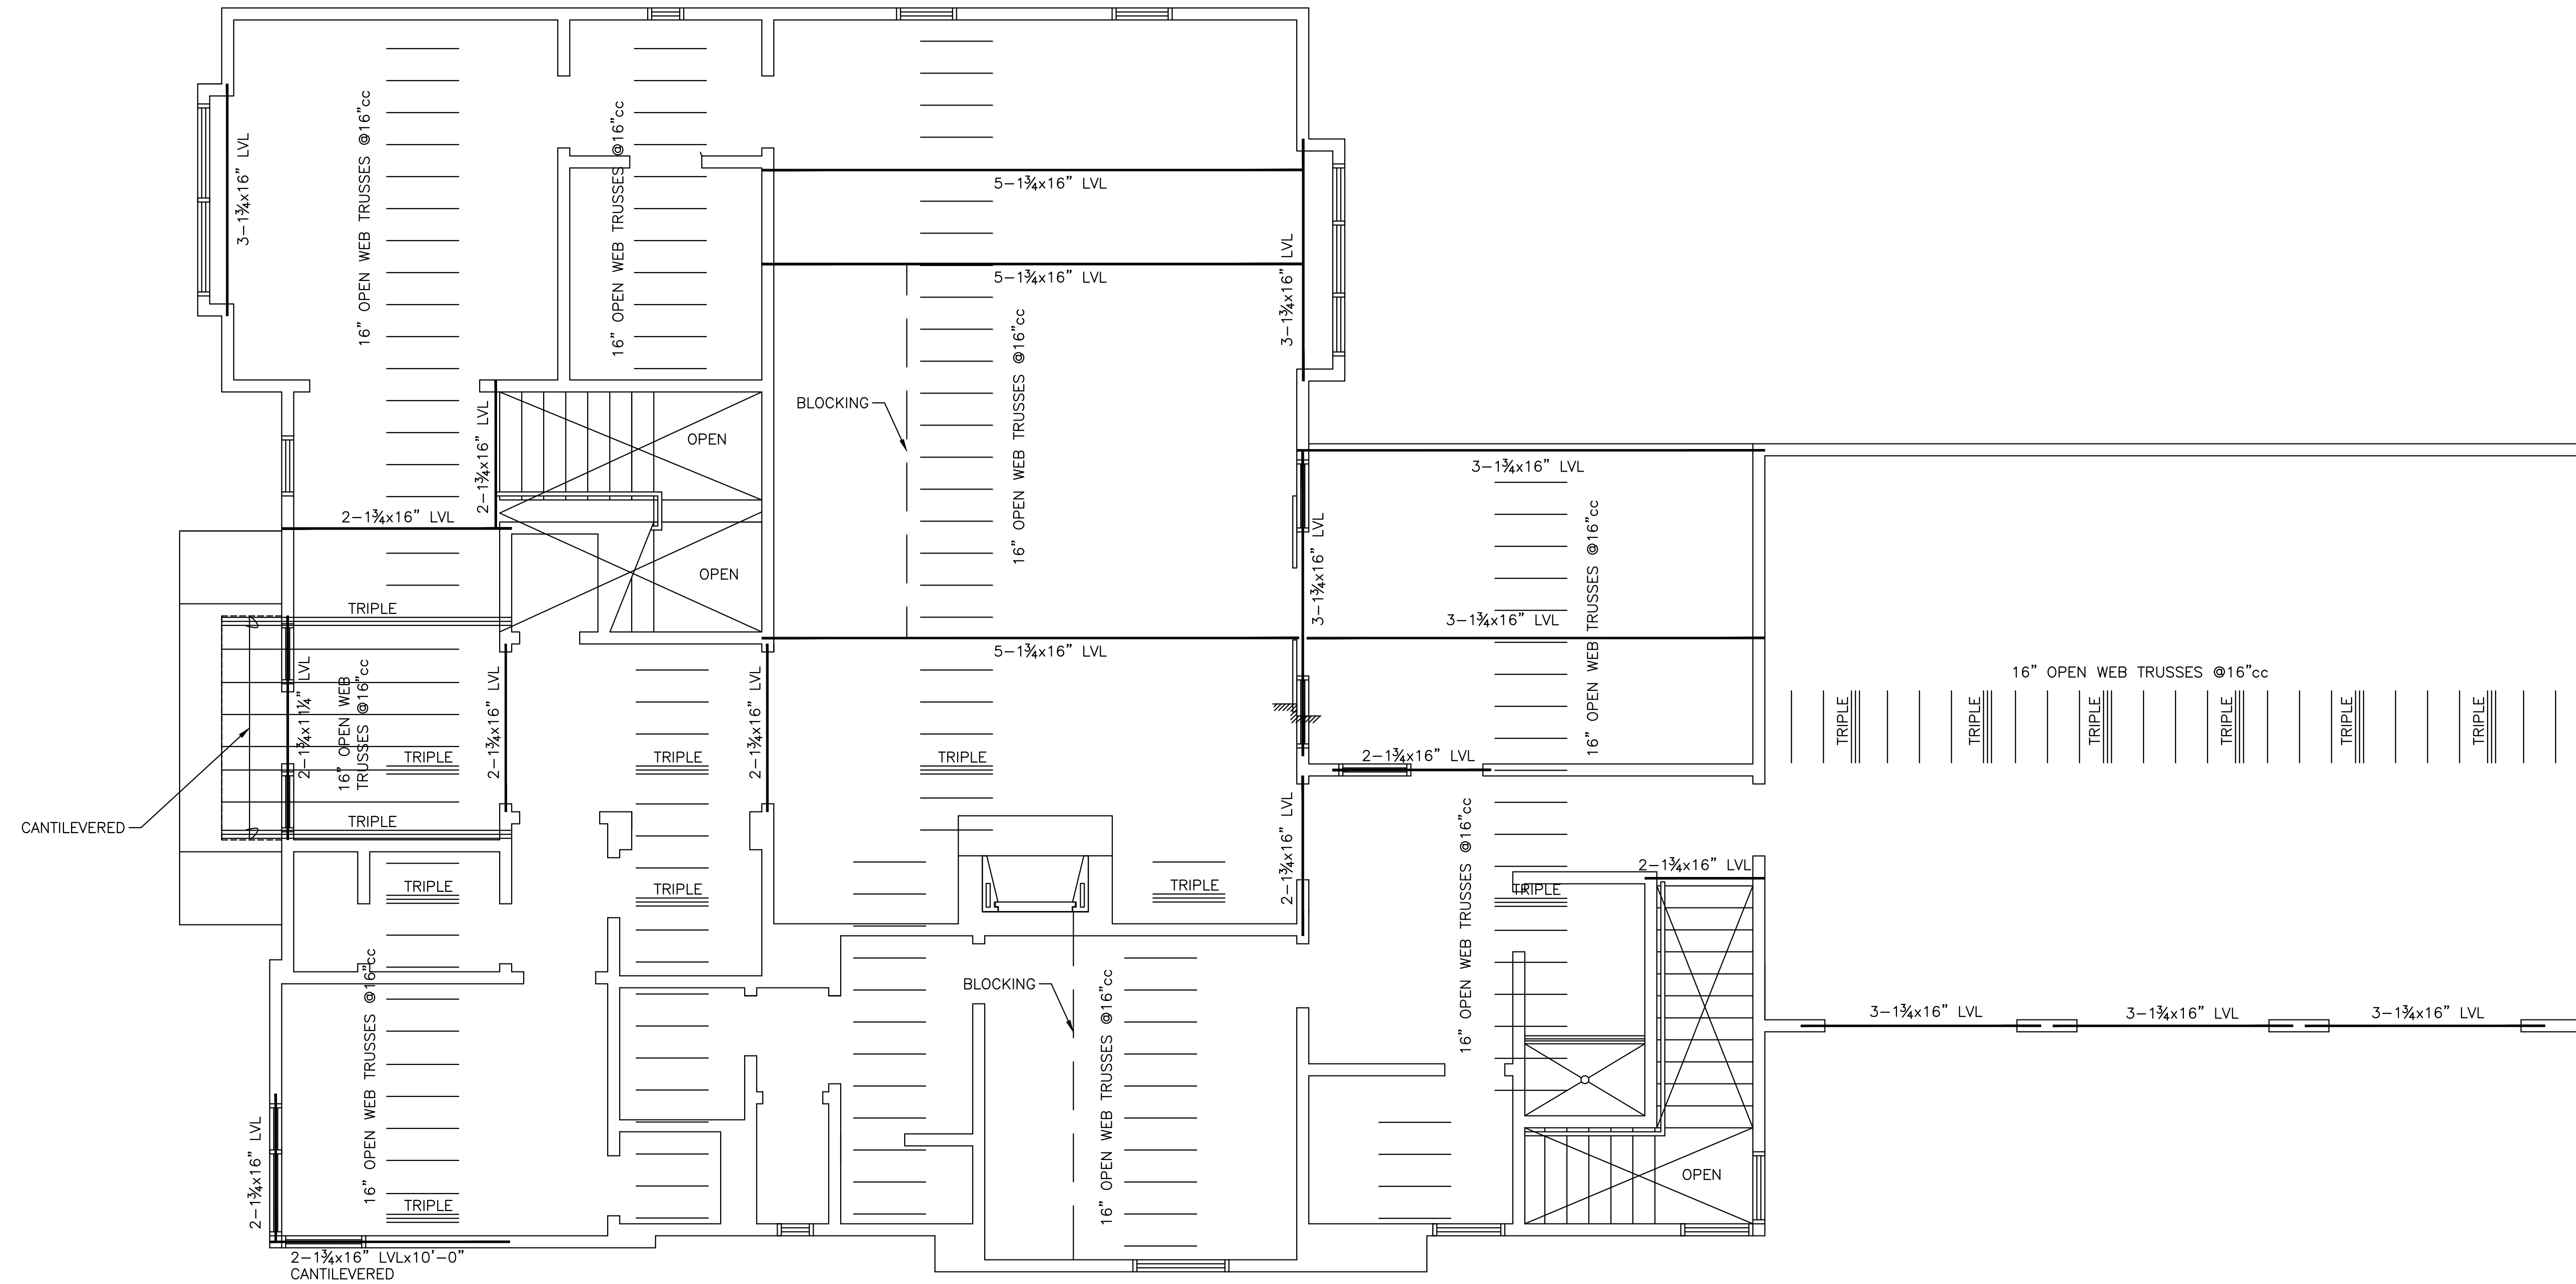 3-1¾x16" LVL
16" OPEN WEB TRUSSES @16"cc
16" OPEN WEB TRUSSES @16"cc
5-1¾x16" LVL
5-1¾x16" LVL
3-1¾x16" LVL
16" OPEN WEB TRUSSES @16"cc
BLOCKING
OPEN
2-1¾x16" LVL
2-1¾x16" LVL
OPEN
3-1¾x16" LVL
3-1¾x16" LVL
16" OPEN WEB TRUSSES @16"cc
3-1¾x16" LVL
TRIPLE
5-1¾x16" LVL
2-1¾x11¼" LVL
16" OPEN WEB
TRUSSES @16"cc
2-1¾x16" LVL
2-1¾x16" LVL
TRIPLE
TRIPLE
TRIPLE
2-1¾x16" LVL
16" OPEN WEB TRUSSES @16"cc
TRIPLE
TRIPLE
TRIPLE
TRIPLE
TRIPLE
TRIPLE
CANTILEVERED
TRIPLE
2-1¾x16" LVL
16" OPEN WEB TRUSSES @16"cc
2-1¾x16" LVL
TRIPLE
TRIPLE
TRIPLE
TRIPLE
BLOCKING
16" OPEN WEB TRUSSES @16"cc
16" OPEN WEB TRUSSES @16"cc
3-1¾x16" LVL
3-1¾x16" LVL
3-1¾x16" LVL
2-1¾x16" LVL
TRIPLE
OPEN
2-1¾x16" LVLx10'-0"
CANTILEVERED